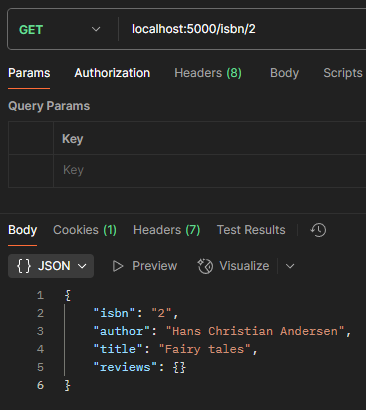 GET localhost:5000/isbn/2
Params Authorization Headers (8) Body Scripts
Query Params
Key
Key
Body Cookies (1) Headers (7) Test Results
{} JSON Preview Visualize
1 {
2 "isbn": "2",
3 "author": "Hans Christian Andersen",
4 "title": "Fairy tales",
5 "reviews": {}
6 }